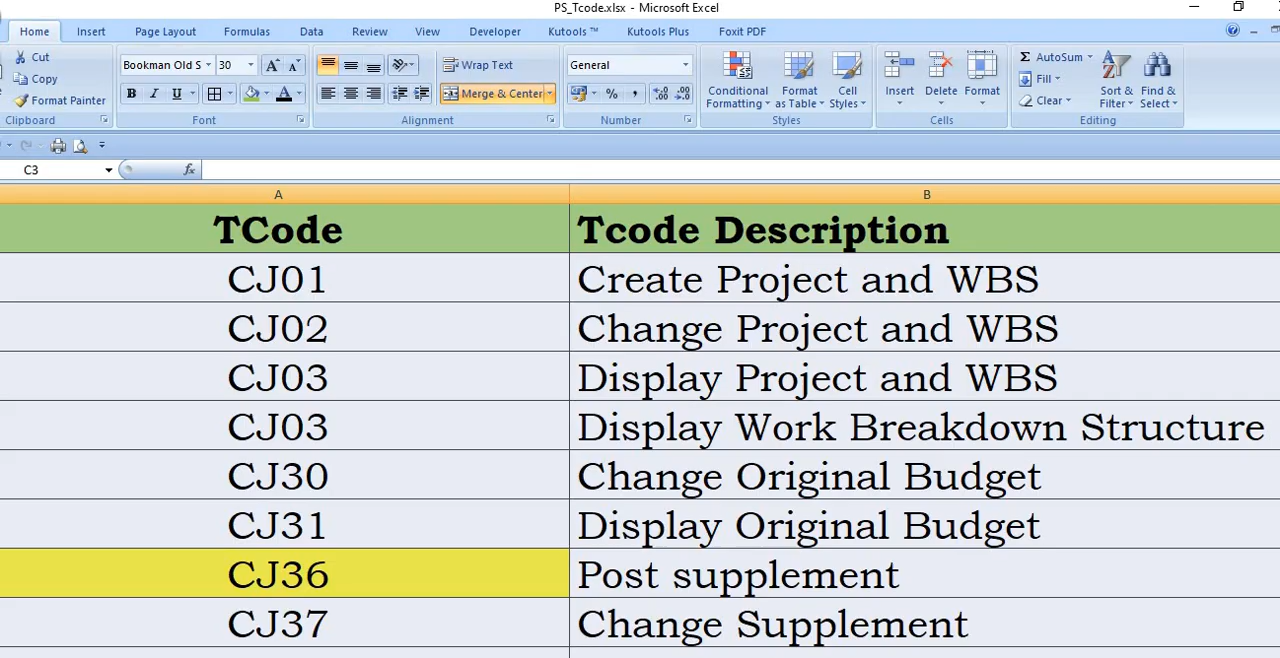 PS_Tcode.xlsx - Microsoft Excel
Home Insert Page Layout Formulas Data Review View Developer Kutools ™ Kutools Plus Foxit PDF
Cut
Copy
Format Painter
Clipboard
Bookman Old S 30 A A
B I U A
Font
Wrap Text
Merge & Center
Alignment
General
% , .00 .0
Number
Conditional Formatting
Format as Table
Cell Styles
Styles
Insert Delete Format
Cells
Σ AutoSum
Fill
Clear
Sort & Filter
Find & Select
Editing
C3 fx
A B
TCode Tcode Description
CJ01 Create Project and WBS
CJ02 Change Project and WBS
CJ03 Display Project and WBS
CJ03 Display Work Breakdown Structure
CJ30 Change Original Budget
CJ31 Display Original Budget
CJ36 Post supplement
CJ37 Change Supplement